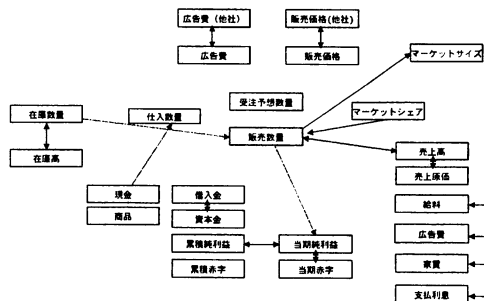 広告費（他社）
販売価格(他社)
広告費
販売価格
マーケットサイズ
受注予想数量
在庫数量
仕入数量
マーケットシェア
販売数量
在庫高
売上高
売上原価
現金
借入金
商品
資本金
給料
累積純利益
当期純利益
広告費
累積赤字
当期赤字
家賃
支払利息